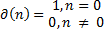 ∂(n) = 1, n = 0
0, n ≠ 0